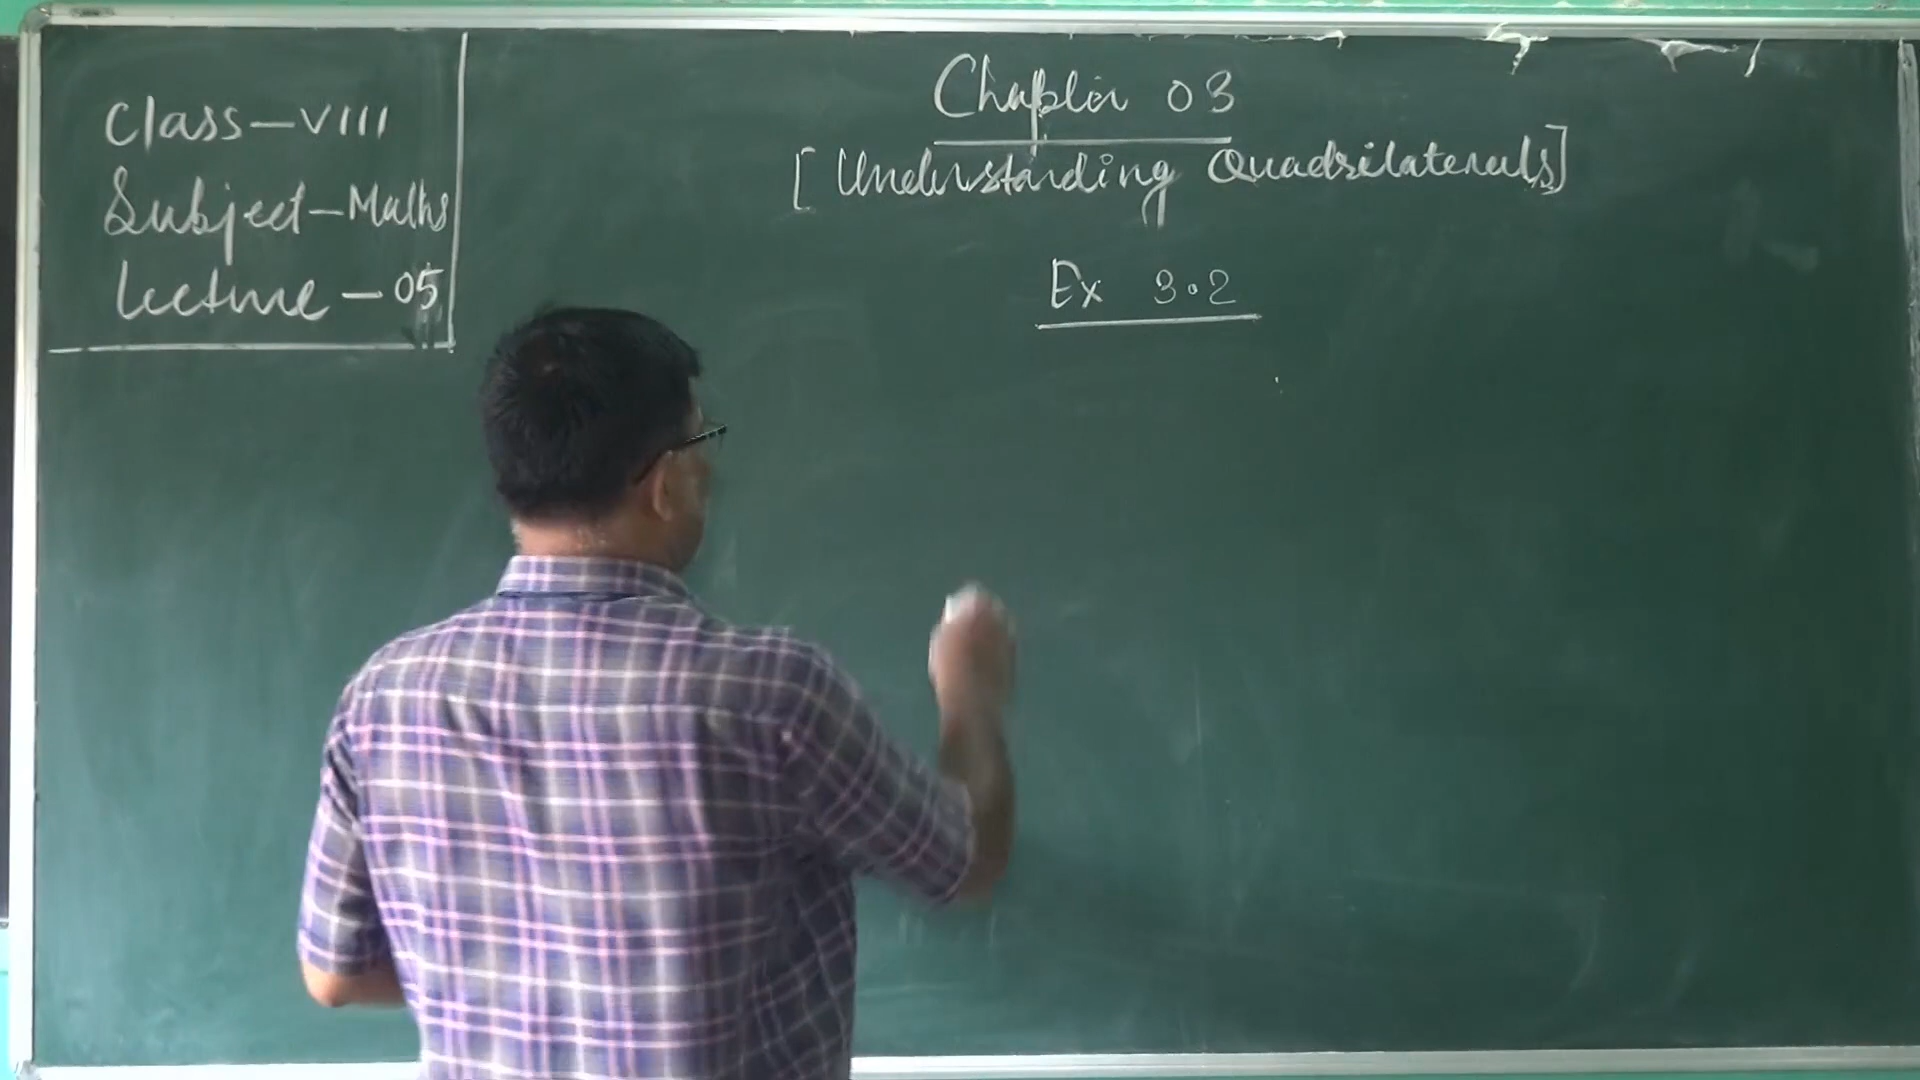 Class-VIII
Subject-Maths
Lecture-05
Chapter 03
[Understanding Quadrilaterals]
Ex 3.2